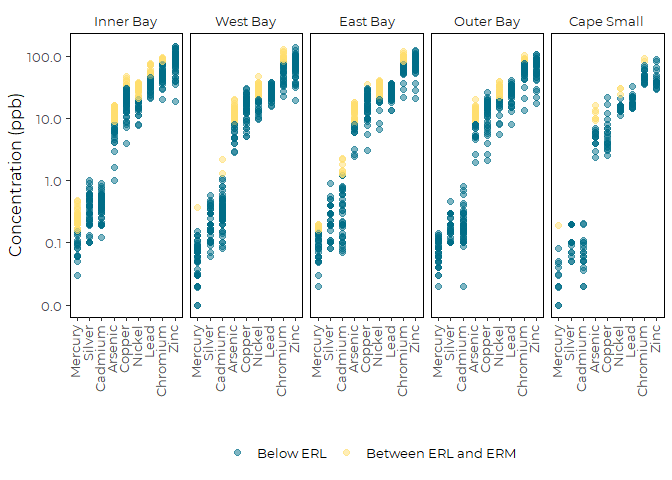 Inner Bay West Bay East Bay Outer Bay Cape Small
Concentration (ppb)
100.0
10.0
1.0
0.1
0.0
Mercury Silver Cadmium Arsenic Copper Nickel Lead Chromium Zinc
Mercury Silver Cadmium Arsenic Copper Nickel Lead Chromium Zinc
Mercury Silver Cadmium Arsenic Copper Nickel Lead Chromium Zinc
Mercury Silver Cadmium Arsenic Copper Nickel Lead Chromium Zinc
Mercury Silver Cadmium Arsenic Copper Nickel Lead Chromium Zinc
Below ERL Between ERL and ERM